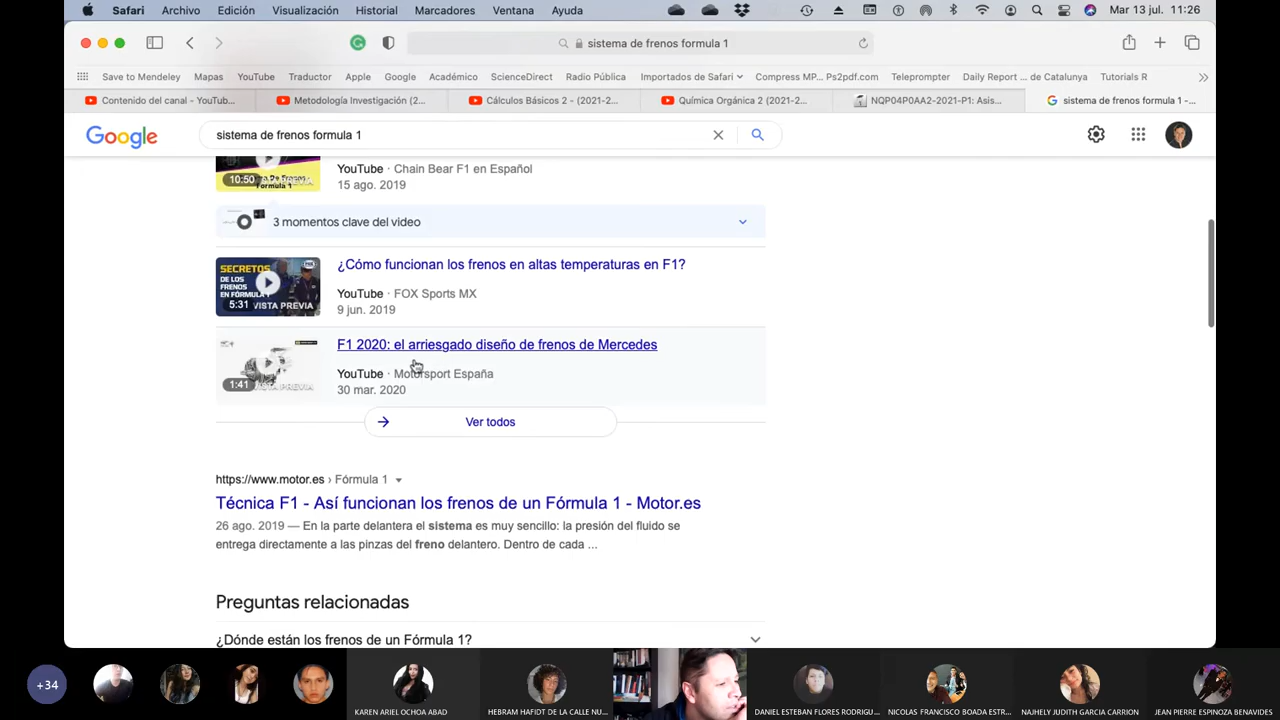 Safari Archivo Edición Visualización Historial Marcadores Ventana Ayuda Mar 13 jul. 11:26
sistema de frenos formula 1
Save to Mendeley Mapas YouTube Traductor Apple Google Académico ScienceDirect Radio Pública Importados de Safari Compress MP... Ps2pdf.com Teleprompter Daily Report ... de Catalunya Tutorials R
Contenido del canal - YouTub... Metodología Investigación (2... Cálculos Básicos 2 - (2021-2... Química Orgánica 2 (2021-2... NQP04P0AA2-2021-P1: Asis... sistema de frenos formula 1 -...
Google sistema de frenos formula 1
10:50
YouTube · Chain Bear F1 en Español
15 ago. 2019
3 momentos clave del video
SECRETOS
DE LOS
FRENOS
EN FÓRMULA 1
5:31 VISTA PREVIA
¿Cómo funcionan los frenos en altas temperaturas en F1?
YouTube · FOX Sports MX
9 jun. 2019
1:41
F1 2020: el arriesgado diseño de frenos de Mercedes
YouTube · Motorsport España
30 mar. 2020
Ver todos
https://www.motor.es › Fórmula 1
Técnica F1 - Así funcionan los frenos de un Fórmula 1 - Motor.es
26 ago. 2019 — En la parte delantera el sistema es muy sencillo: la presión del fluido se
entrega directamente a las pinzas del freno delantero. Dentro de cada ...
Preguntas relacionadas
¿Dónde están los frenos de un Fórmula 1?
+34
KAREN ARIEL OCHOA ABAD HEBRAM HAFIDT DE LA CALLE NU... DANIEL ESTEBAN FLORES RODRIGU... NICOLAS FRANCISCO BOADA ESTR... NAJHELY JUDITH GARCIA CARRION JEAN PIERRE ESPINOZA BENAVIDES